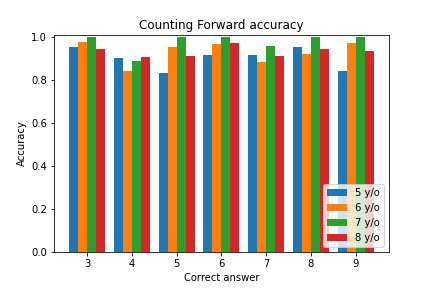 Counting Forward accuracy
1.0
0.8
0.6
0.4
0.2
0.0
Accuracy
5 y/o
6 y/o
7 y/o
8 y/o
3 4 5 6 7 8 9
Correct answer